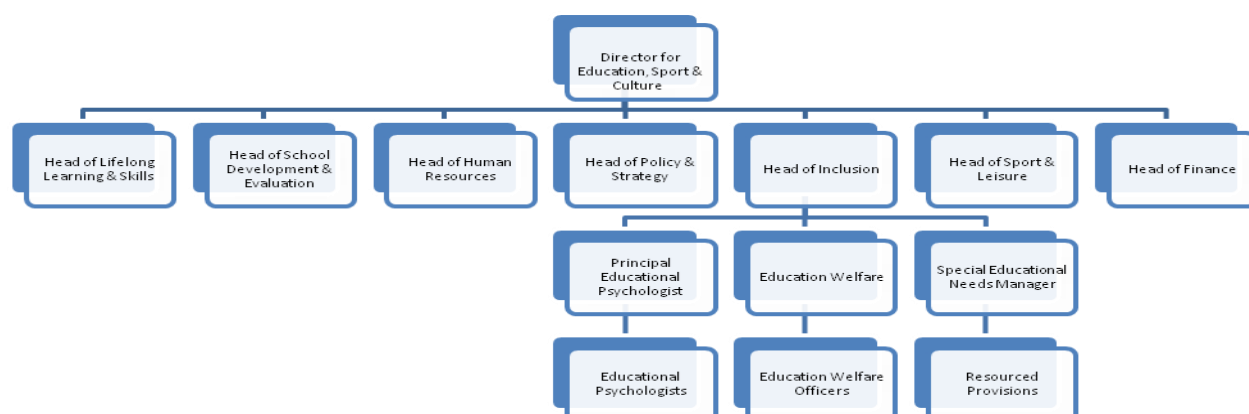 Director for
Education, Sport &
Culture
Head of Lifelong
Learning & Skills
Head of School
Development &
Evaluation
Head of Human
Resources
Head of Policy &
Strategy
Head of Inclusion
Head of Sport &
Leisure
Head of Finance
Principal
Educational
Psychologist
Education Welfare
Special Educational
Needs Manager
Educational
Psychologists
Education Welfare
Officers
Resourced
Provisions